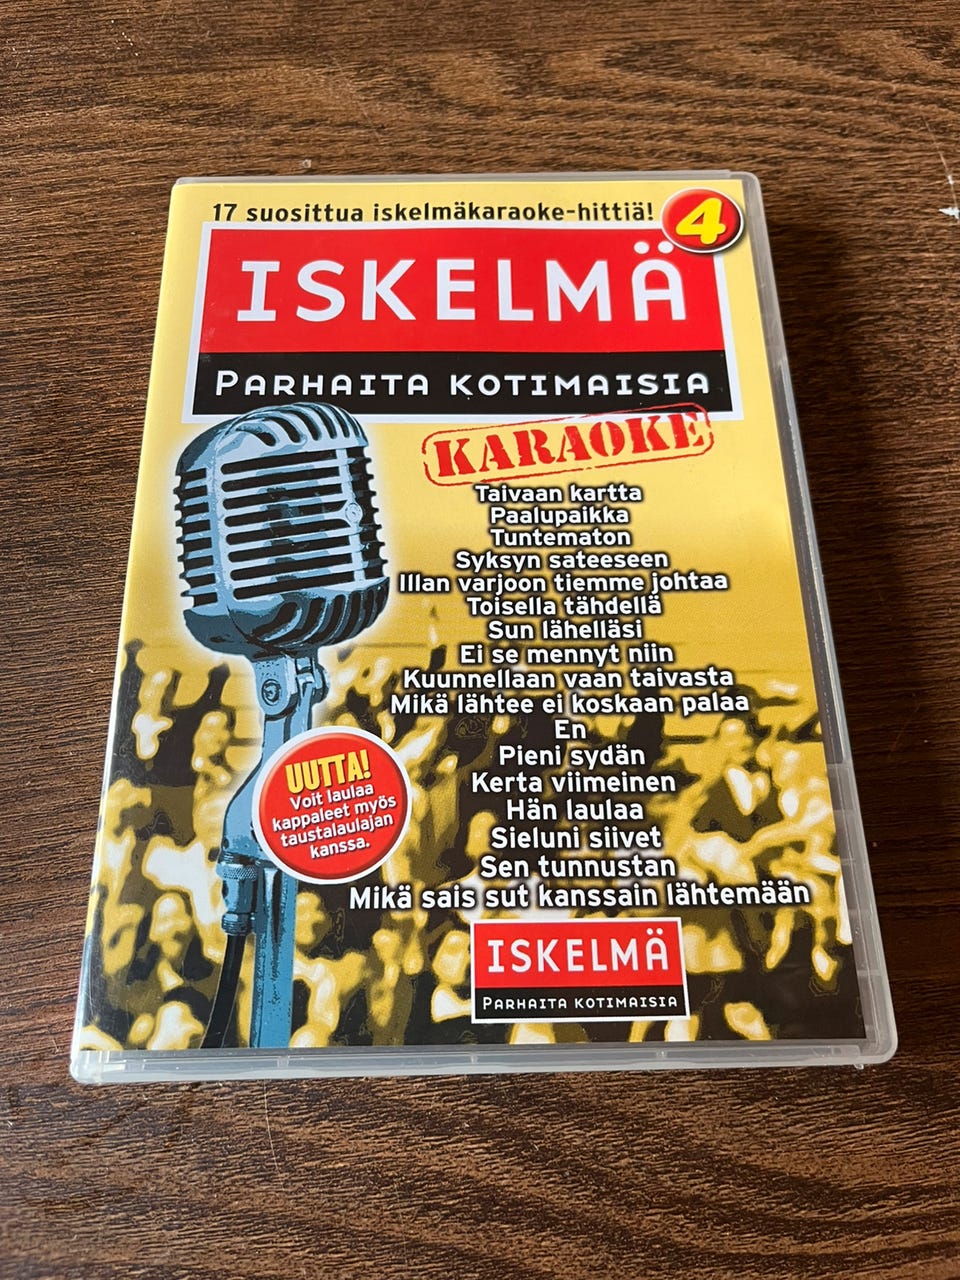 17 suosittua iskelmäkaraoke-hittiä!
4
ISKELMÄ
PARHAITA KOTIMAISIA
KARAOKE
Taivaan kartta
Paalupaikka
Tuntematon
Syksyn sateeseen
Illan varjoon tiemme johtaa
Toisella tähdellä
Sun lähelläsi
Ei se mennyt niin
Kuunnellaan vaan taivasta
Mikä lähtee ei koskaan palaa
En
Pieni sydän
Kerta viimeinen
Hän laulaa
Sieluni siivet
Sen tunnustan
Mikä sais sut kanssain lähtemään
UUTTA!
Voit laulaa
kappaleet myös
taustalaulajan
kanssa.
ISKELMÄ
PARHAITA KOTIMAISIA